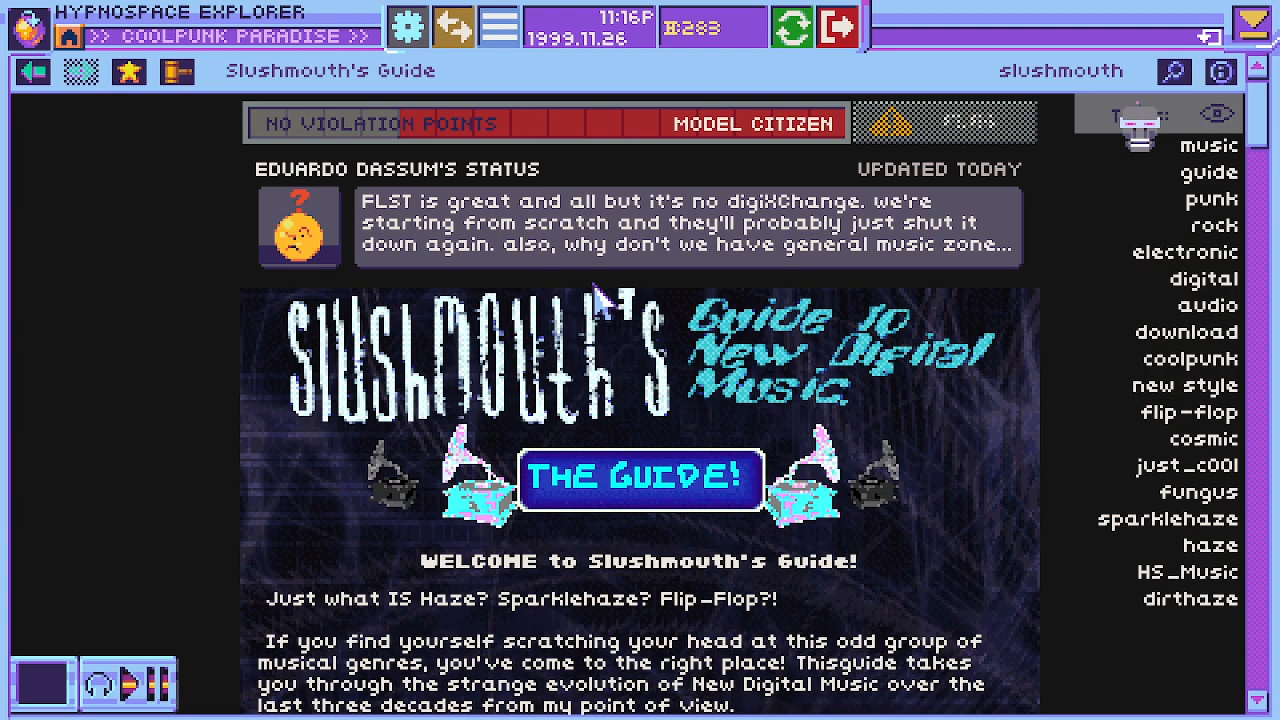 HYPNOSPACE EXPLORER
>> COOLPUNK PARADISE >>
11:16P
1999.11.26
283
Slushmouth's Guide
slushmouth
NO VIOLATION POINTS
MODEL CITIZEN
EDUARDO DASSUM'S STATUS
UPDATED TODAY
FLST is great and all but it's no digiXChange. we're
starting from scratch and they'll probably just shut it
down again. also, why don't we have general music zone...
Slushmouth's
Guide to
New Digital
Music
THE GUIDE!
WELCOME to Slushmouth's Guide!
Just what IS Haze? Sparklehaze? Flip-Flop?!
If you find yourself scratching your head at this odd group of
musical genres, you've come to the right place! Thisguide takes
you through the strange evolution of New Digital Music over the
last three decades from my point of view.
music
guide
punk
rock
electronic
digital
audio
download
coolpunk
new style
flip-flop
cosmic
just_c00l
fungus
sparklehaze
haze
HS_Music
dirthaze